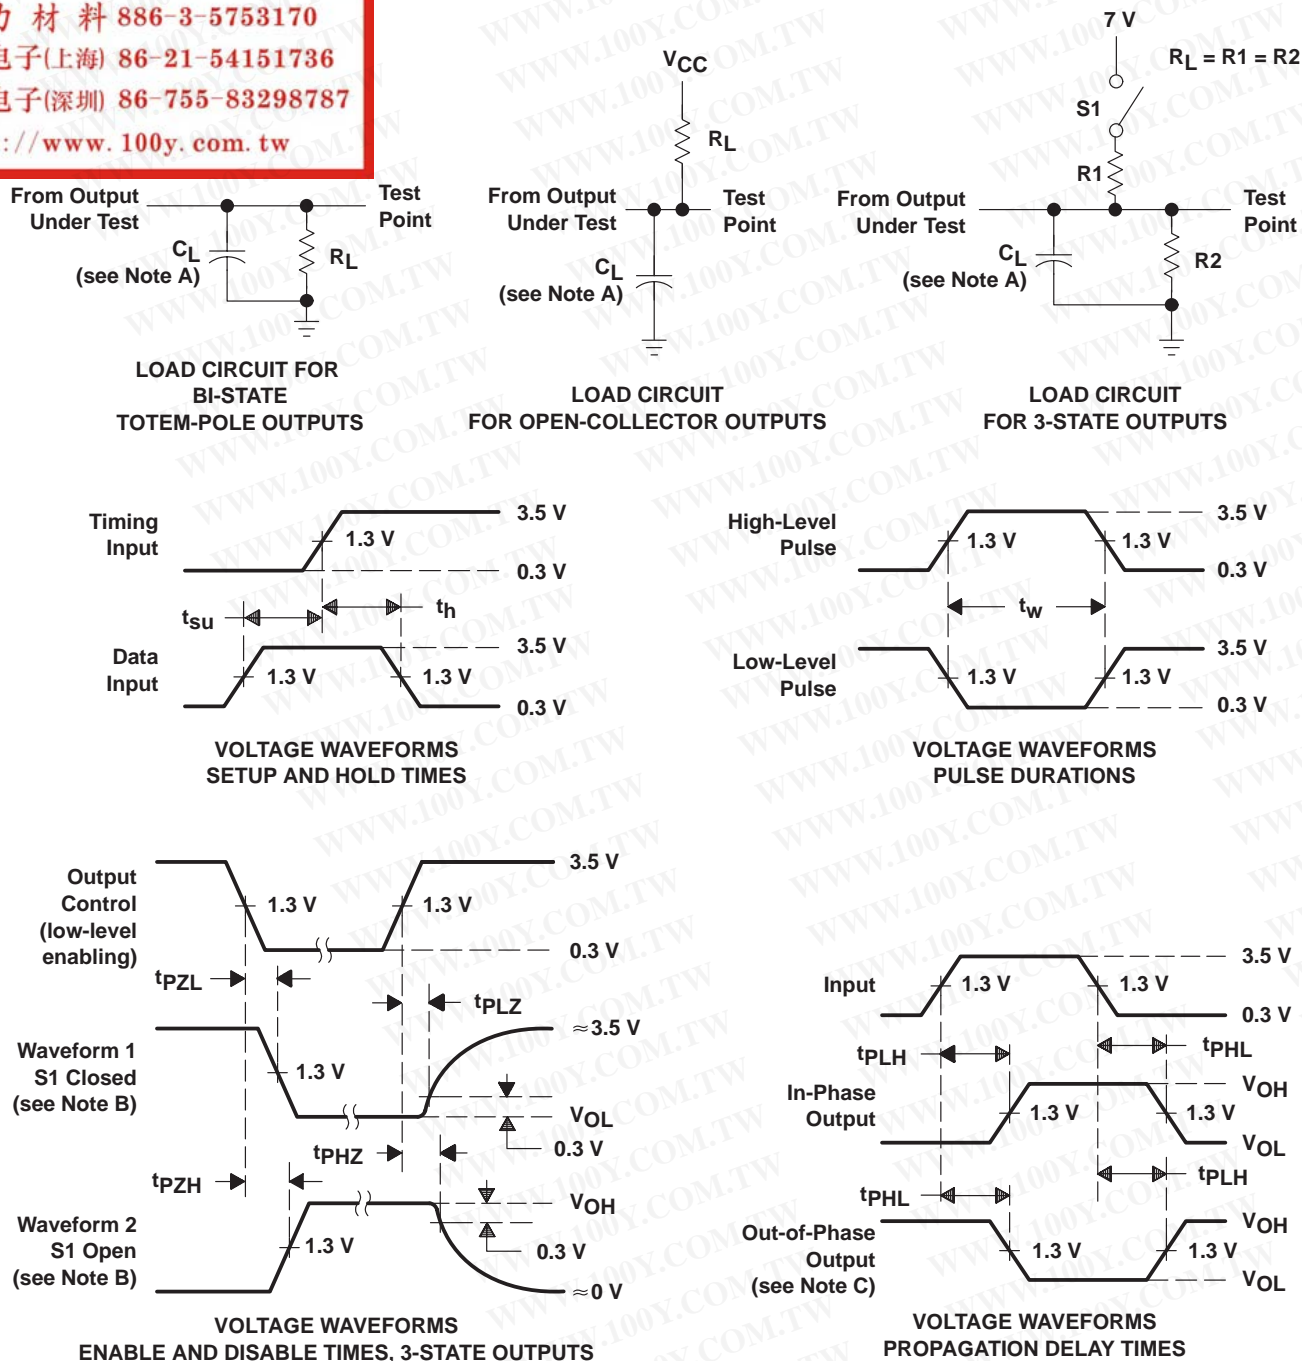 力 材 料 886-3-5753170
电子(上海) 86-21-54151736
电子(深圳) 86-755-83298787
://www. 100y. com. tw
From Output
Under Test
Test
Point
CL
(see Note A)
RL
LOAD CIRCUIT FOR
BI-STATE
TOTEM-POLE OUTPUTS
VCC
RL
From Output
Under Test
Test
Point
CL
(see Note A)
LOAD CIRCUIT
FOR OPEN-COLLECTOR OUTPUTS
7 V
RL = R1 = R2
S1
R1
From Output
Under Test
Test
Point
CL
(see Note A)
R2
LOAD CIRCUIT
FOR 3-STATE OUTPUTS
Timing
Input
1.3 V
3.5 V
0.3 V
tsu
th
Data
Input
1.3 V
1.3 V
3.5 V
0.3 V
VOLTAGE WAVEFORMS
SETUP AND HOLD TIMES
High-Level
Pulse
1.3 V
1.3 V
3.5 V
0.3 V
tw
Low-Level
Pulse
1.3 V
1.3 V
3.5 V
0.3 V
VOLTAGE WAVEFORMS
PULSE DURATIONS
Output
Control
(low-level
enabling)
1.3 V
1.3 V
3.5 V
0.3 V
tPZL
tPLZ
Waveform 1
S1 Closed
(see Note B)
1.3 V
≈3.5 V
VOL
0.3 V
tPHZ
tPZH
Waveform 2
S1 Open
(see Note B)
1.3 V
VOH
0.3 V
≈0 V
VOLTAGE WAVEFORMS
ENABLE AND DISABLE TIMES, 3-STATE OUTPUTS
Input
1.3 V
1.3 V
3.5 V
0.3 V
tPLH
tPHL
In-Phase
Output
1.3 V
1.3 V
VOH
VOL
tPHL
tPLH
Out-of-Phase
Output
(see Note C)
1.3 V
1.3 V
VOH
VOL
VOLTAGE WAVEFORMS
PROPAGATION DELAY TIMES
WWW.100Y.COM.TW